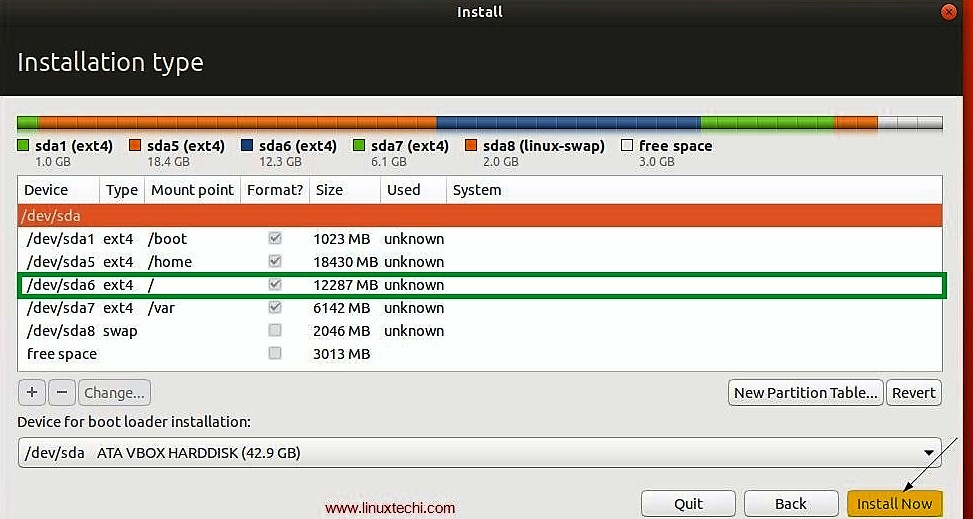 Install
Installation type
sda1 (ext4) sda5 (ext4) sda6 (ext4) sda7 (ext4) sda8 (linux-swap) free space
1.0 GB 18.4 GB 12.3 GB 6.1 GB 2.0 GB 3.0 GB
Device Type Mount point Format? Size Used System
/dev/sda
/dev/sda1 ext4 /boot 1023 MB unknown
/dev/sda5 ext4 /home 18430 MB unknown
/dev/sda6 ext4 / 12287 MB unknown
/dev/sda7 ext4 /var 6142 MB unknown
/dev/sda8 swap 2046 MB unknown
free space 3013 MB
+ − Change... New Partition Table... Revert
Device for boot loader installation:
/dev/sda ATA VBOX HARDDISK (42.9 GB)
www.linuxtechi.com Quit Back Install Now